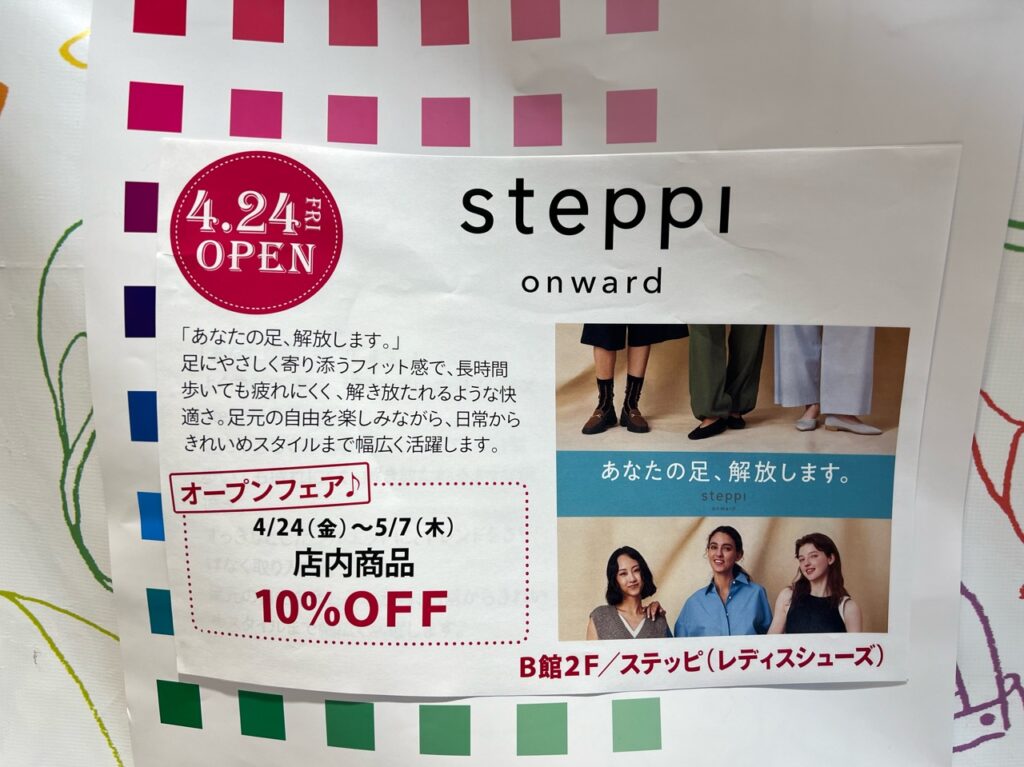 4.24 FRI
OPEN
steppi
onward
「あなたの足、解放します。」
足にやさしく寄り添うフィット感で、長時間
歩いても疲れにくく、解き放たれるような快
適さ。足元の自由を楽しみながら、日常から
きれいめスタイルまで幅広く活躍します。
オープンフェア♪
4/24(金)〜5/7(木)
店内商品
10%OFF
あなたの足、解放します。
steppi
onward
B館2F/ステッピ(レディスシューズ)